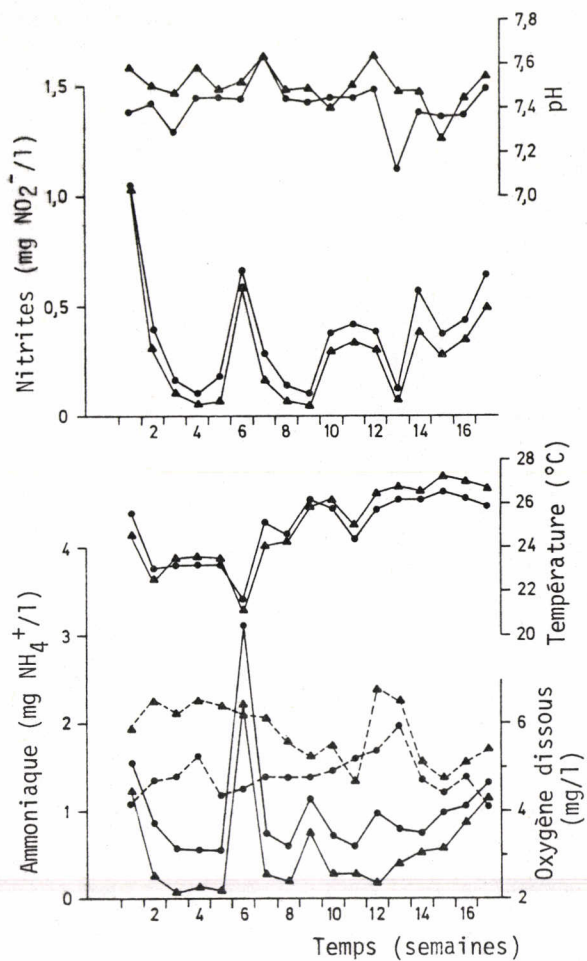 7,8
7,6
7,4
7,2
7,0
pH
1,5
1,0
0,5
0
Nitrites (mg NO2-/l)
2 4 6 8 10 12 14 16
28
26
24
22
20
Température (°C)
4
3
2
1
0
Ammoniaque (mg NH4+/l)
6
4
2
Oxygène dissous
(mg/l)
2 4 6 8 10 12 14 16
Temps (semaines)